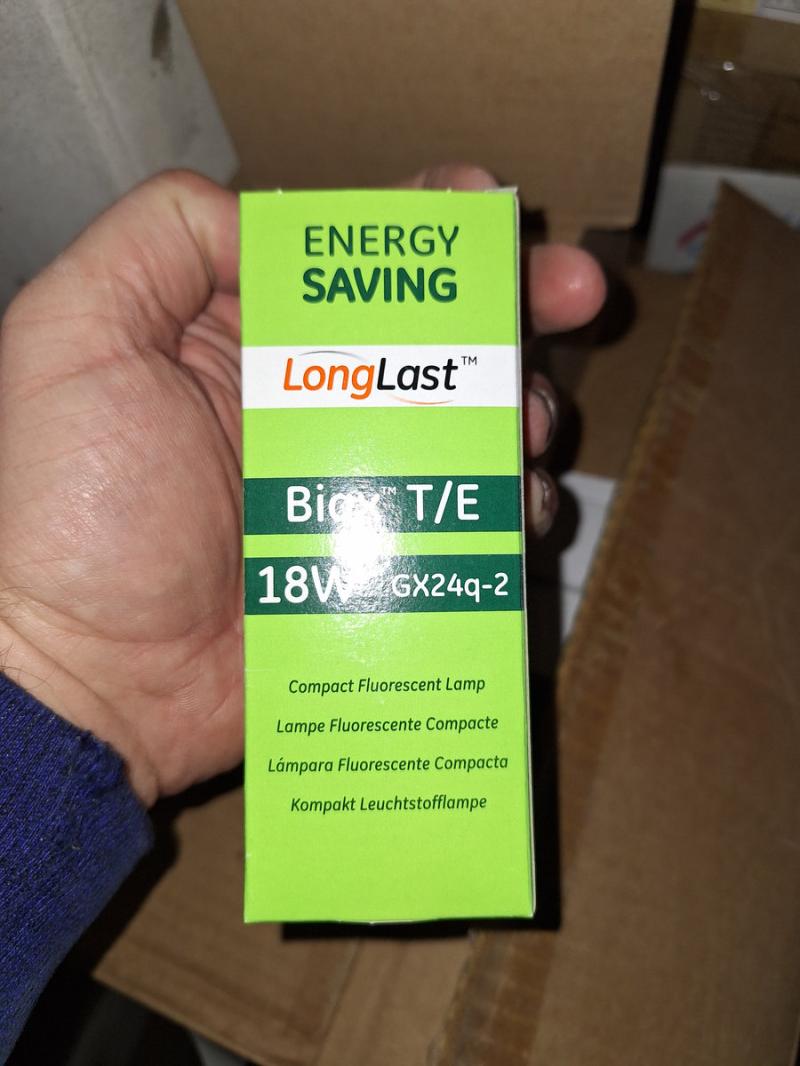 ENERGY
SAVING
LongLast™
Biax™ T/E
18W GX24q-2
Compact Fluorescent Lamp
Lampe Fluorescente Compacte
Lámpara Fluorescente Compacta
Kompakt Leuchtstofflampe